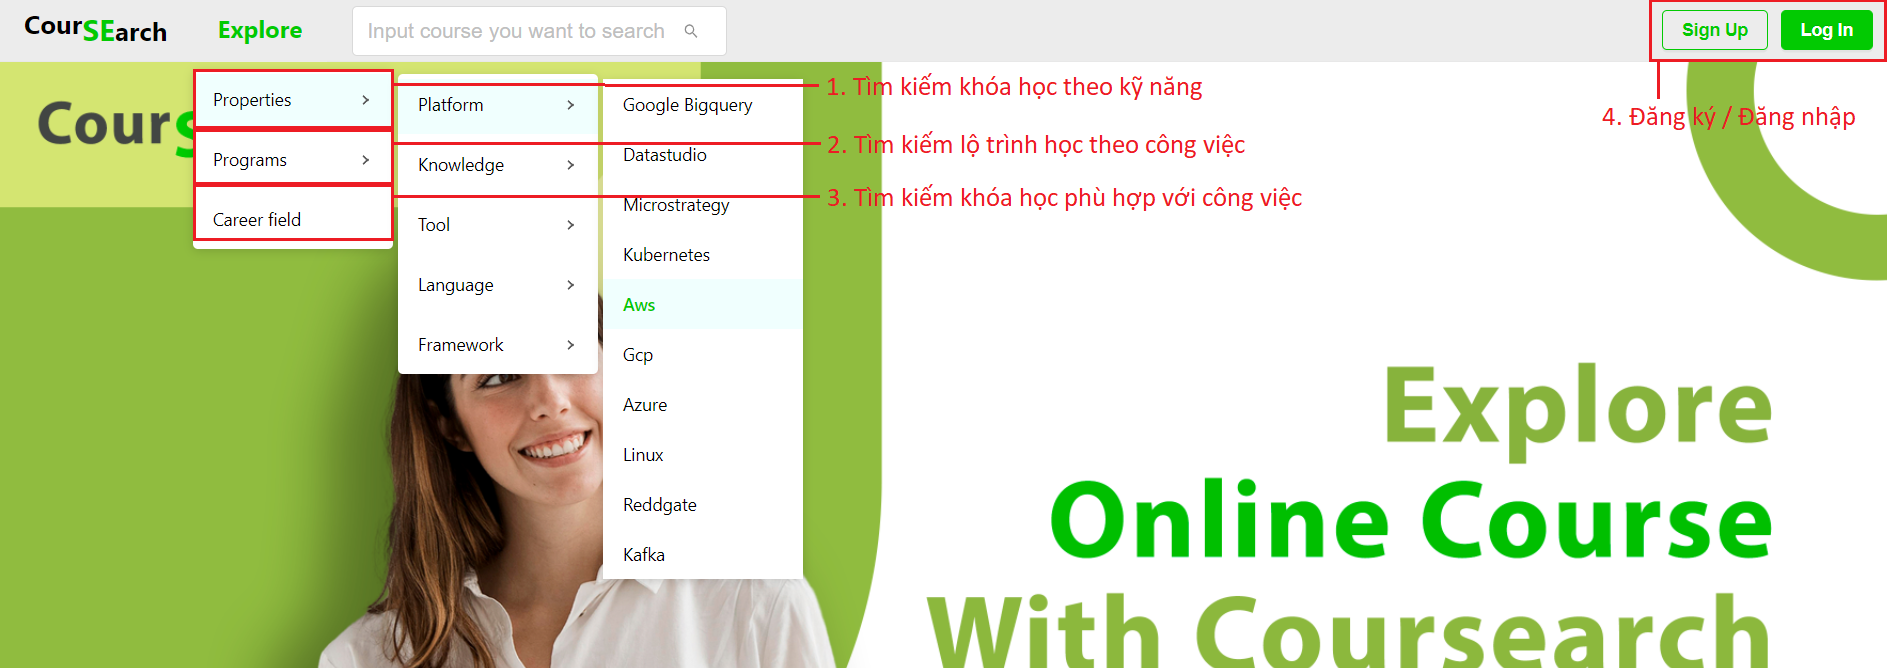 CourSEarch
Explore
Input course you want to search
Sign Up
Log In
Cours
Properties
Programs
Career field
Platform
Knowledge
Tool
Language
Framework
Google Bigquery
Datastudio
Microstrategy
Kubernetes
Aws
Gcp
Azure
Linux
Reddgate
Kafka
1. Tìm kiếm khóa học theo kỹ năng
2. Tìm kiếm lộ trình học theo công việc
3. Tìm kiếm khóa học phù hợp với công việc
4. Đăng ký / Đăng nhập
Explore
Online Course
With Coursearch